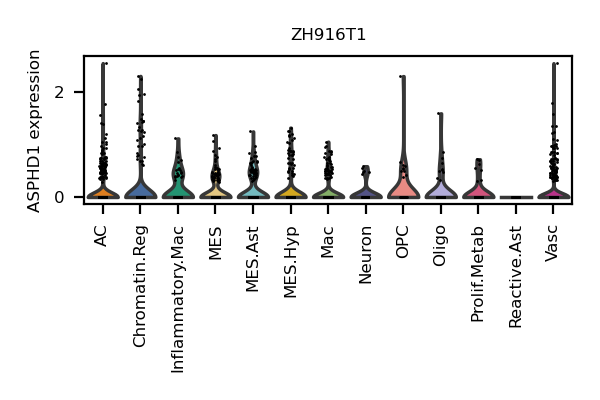 ZH916T1
ASPHD1 expression
2
0
AC
Chromatin.Reg
Inflammatory.Mac
MES
MES.Ast
MES.Hyp
Mac
Neuron
OPC
Oligo
Prolif.Metab
Reactive.Ast
Vasc